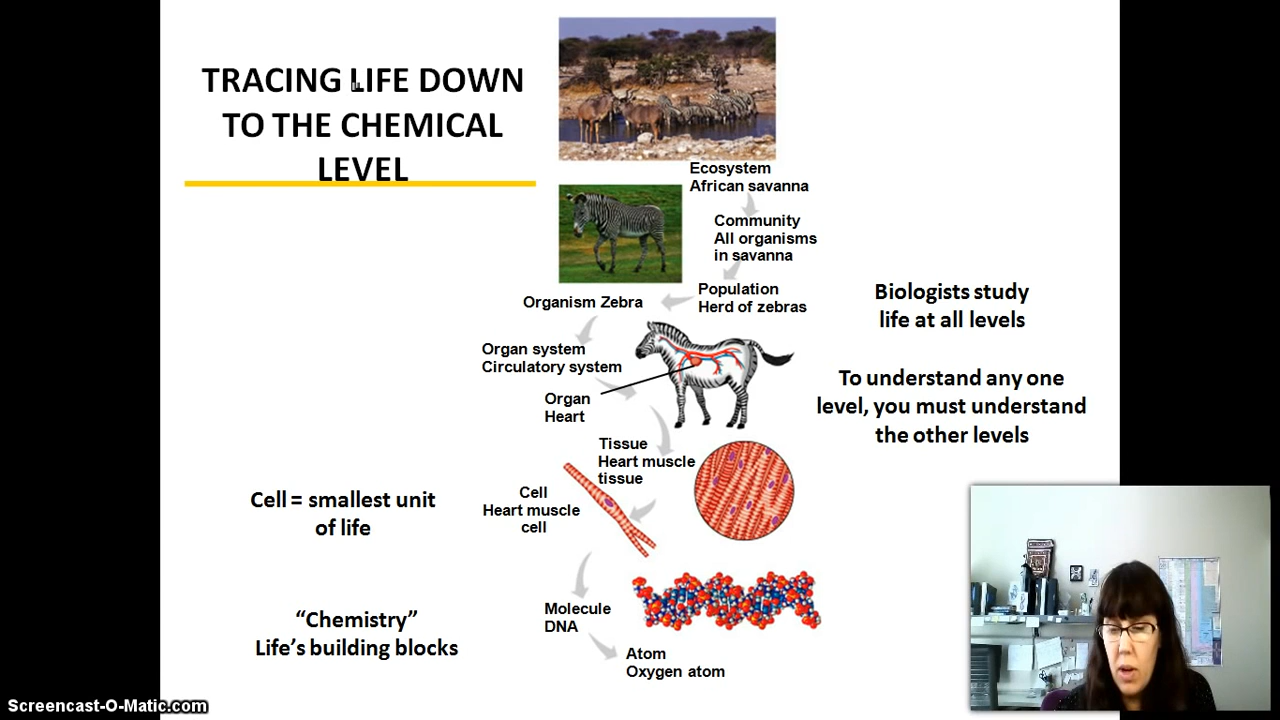 TRACING LIFE DOWN
TO THE CHEMICAL
LEVEL
Ecosystem
African savanna
Community
All organisms
in savanna
Population
Herd of zebras
Organism Zebra
Organ system
Circulatory system
Organ
Heart
Tissue
Heart muscle
tissue
Cell
Heart muscle
cell
Molecule
DNA
Atom
Oxygen atom
Biologists study
life at all levels
To understand any one
level, you must understand
the other levels
Cell = smallest unit
of life
“Chemistry”
Life’s building blocks
Screencast-O-Matic.com